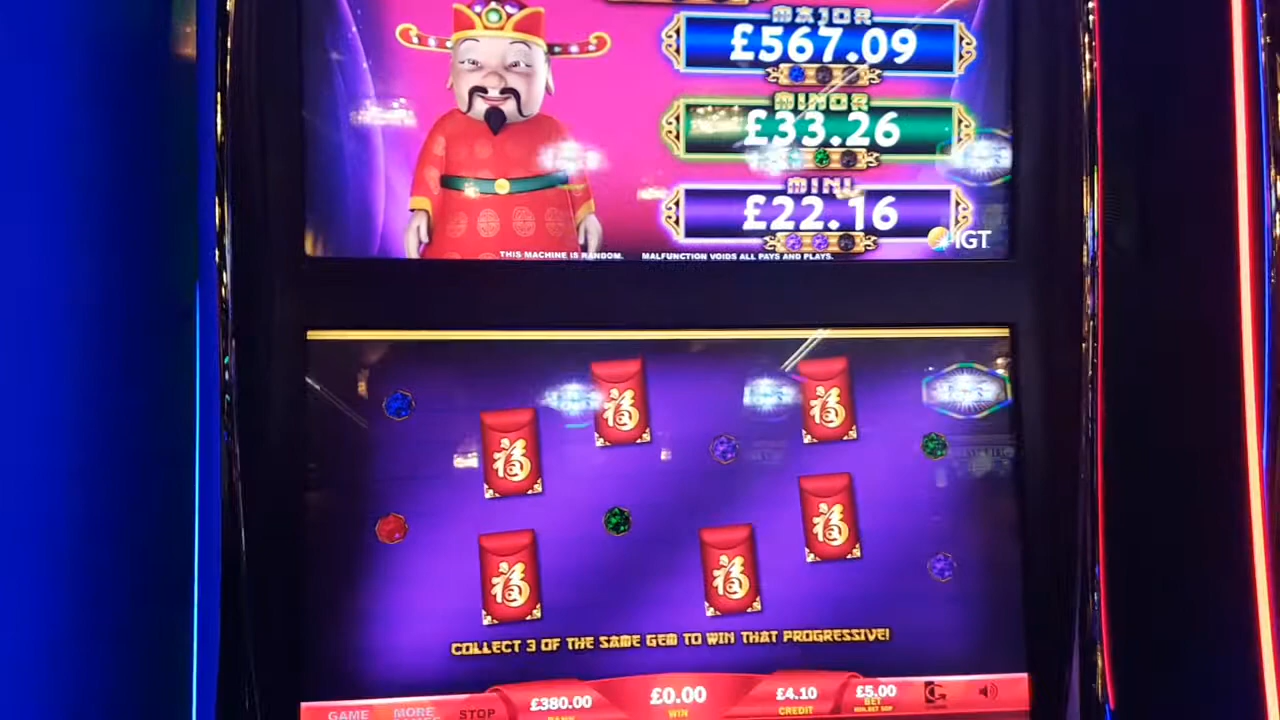 MAJOR
£567.09
MINOR
£33.26
MINI
£22.16
IGT
THIS MACHINE IS RANDOM. MALFUNCTION VOIDS ALL PAYS AND PLAYS.
福
福
福
福
福
福
COLLECT 3 OF THE SAME GEM TO WIN THAT PROGRESSIVE!
£380.00 £0.00 £4.10 £5.00
GAME MORE STOP BANK WIN CREDIT BET